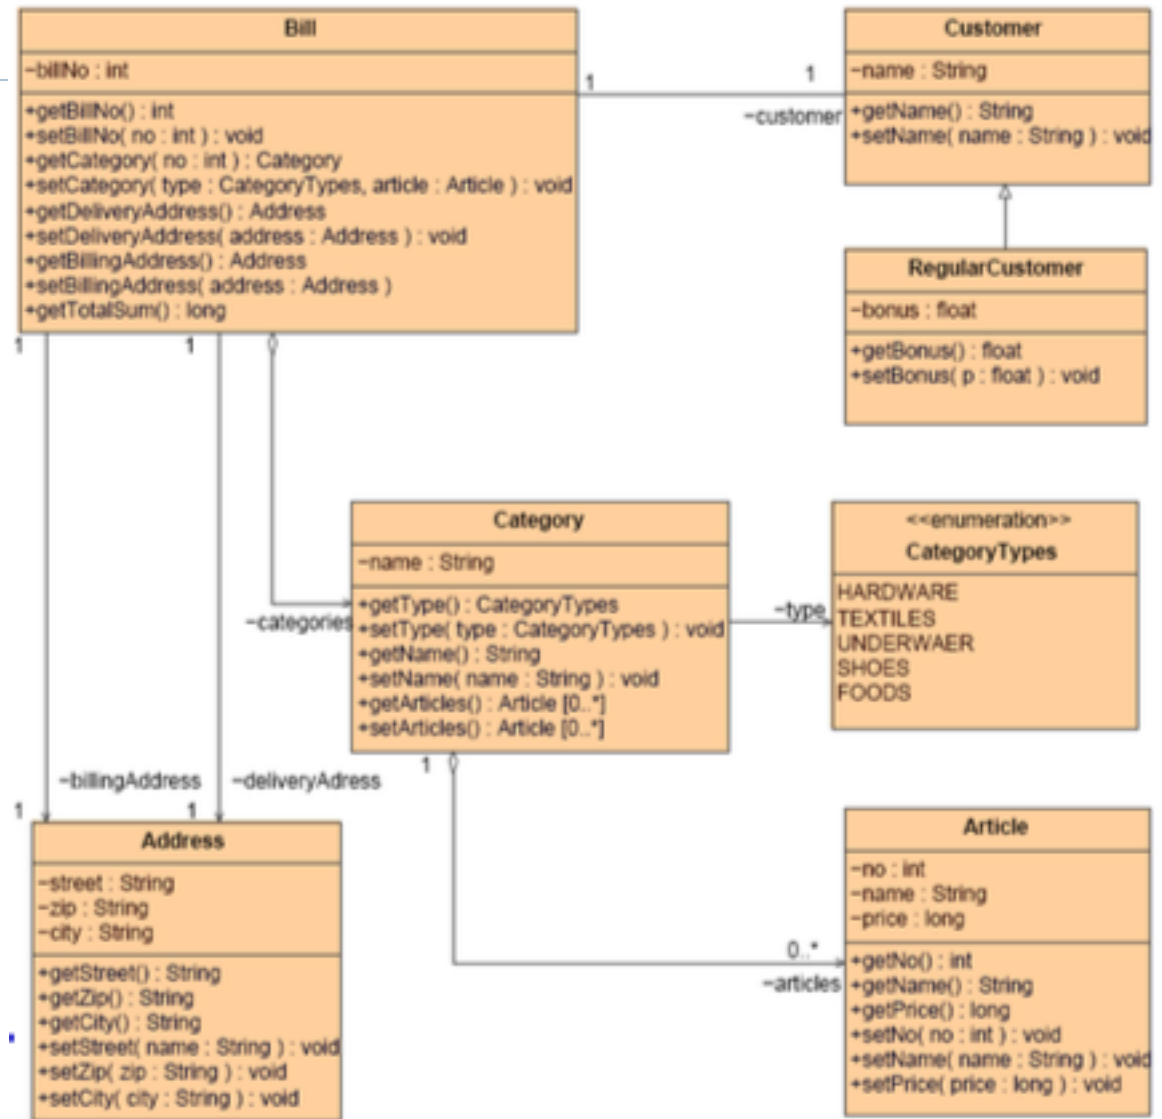 Bill
-billNo : int
+getBillNo() : int
+setBillNo( no : int ) : void
+getCategory( no : int ) : Category
+setCategory( type : CategoryTypes, article : Article ) : void
+getDeliveryAddress() : Address
+setDeliveryAddress( address : Address ) : void
+getBillingAddress() : Address
+setBillingAddress( address : Address )
+getTotalSum() : long
1
1
-customer
Customer
-name : String
+getName() : String
+setName( name : String ) : void
RegularCustomer
-bonus : float
+getBonus() : float
+setBonus( p : float ) : void
1
1
-categories
Category
-name : String
+getType() : CategoryTypes
+setType( type : CategoryTypes ) : void
+getName() : String
+setName( name : String ) : void
+getArticles() : Article [0..*]
+setArticles() : Article [0..*]
-type
<<enumeration>>
CategoryTypes
HARDWARE
TEXTILES
UNDERWAER
SHOES
FOODS
1
-billingAddress
-deliveryAdress
1
1
Address
-street : String
-zip : String
-city : String
+getStreet() : String
+getZip() : String
+getCity() : String
+setStreet( name : String ) : void
+setZip( zip : String ) : void
+setCity( city : String ) : void
0..*
-articles
Article
-no : int
-name : String
-price : long
+getNo() : int
+getName() : String
+getPrice() : long
+setNo( no : int ) : void
+setName( name : String ) : void
+setPrice( price : long ) : void